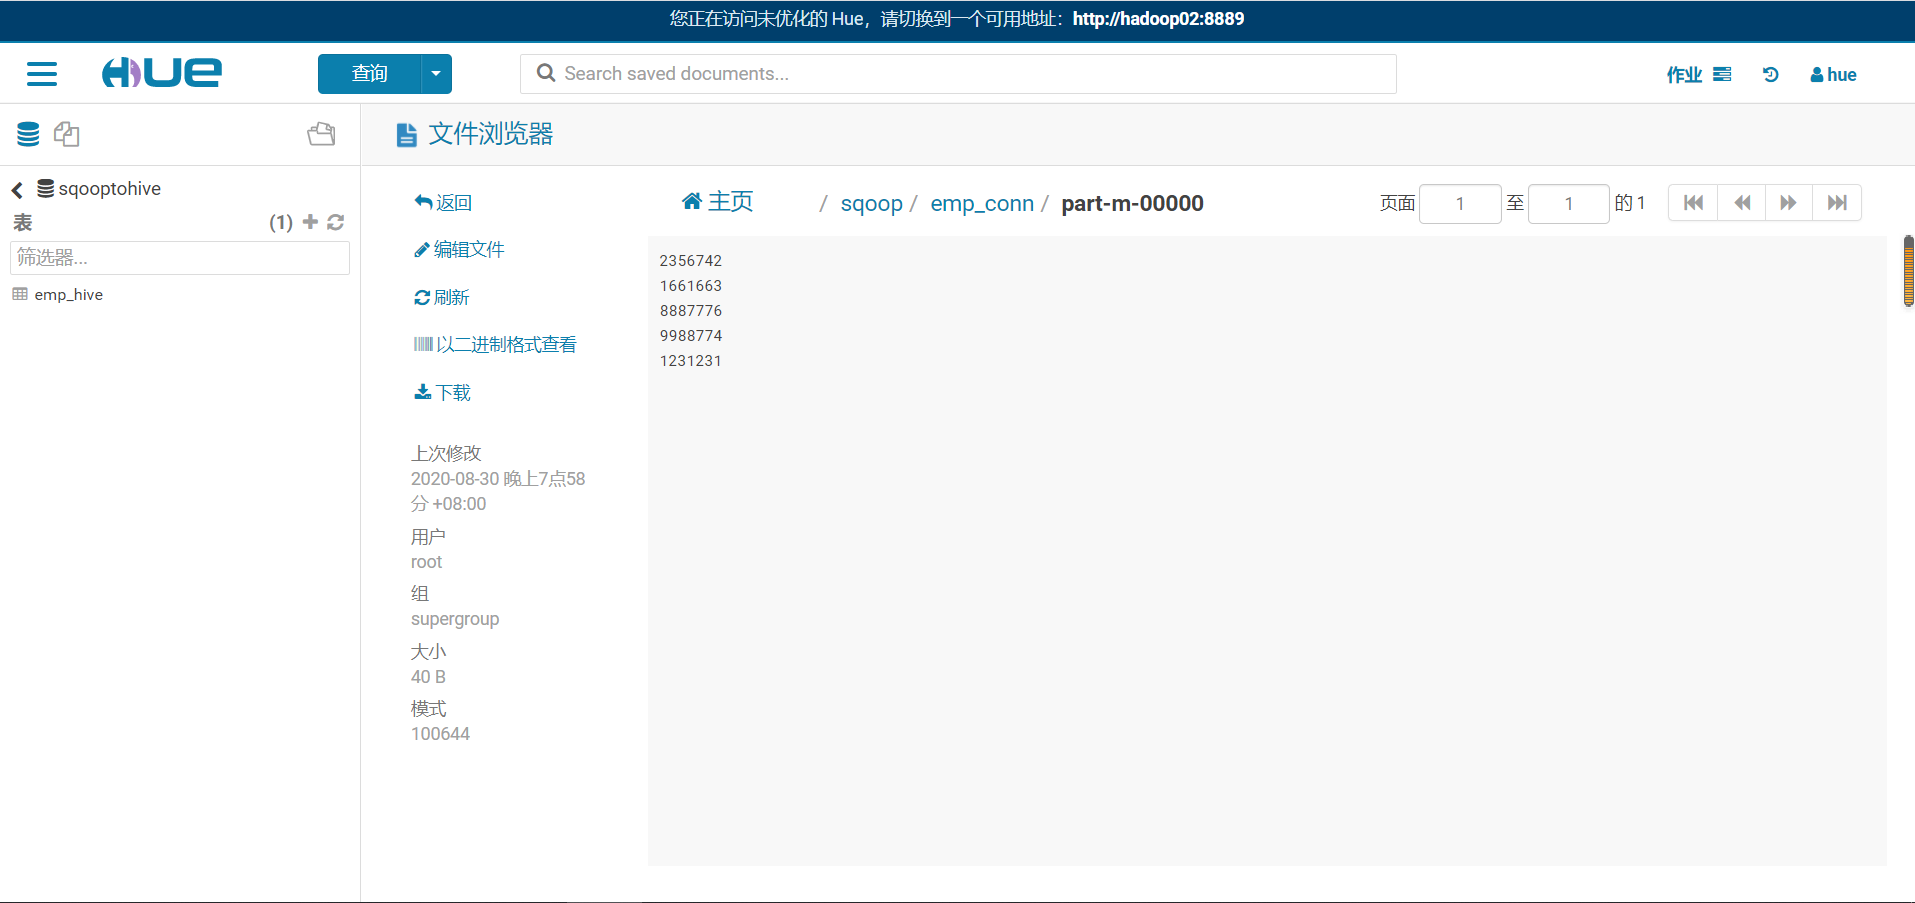 您正在访问未优化的 Hue，请切换到一个可用地址：http://hadoop02:8889
HUE
查询
Search saved documents...
作业
hue
文件浏览器
sqooptohive
表
(1)
筛选器...
emp_hive
返回
编辑文件
刷新
以二进制格式查看
下载
上次修改
2020-08-30 晚上7点58
分 +08:00
用户
root
组
supergroup
大小
40 B
模式
100644
主页 / sqoop / emp_conn / part-m-00000
页面 1 至 1 的 1
2356742
1661663
8887776
9988774
1231231